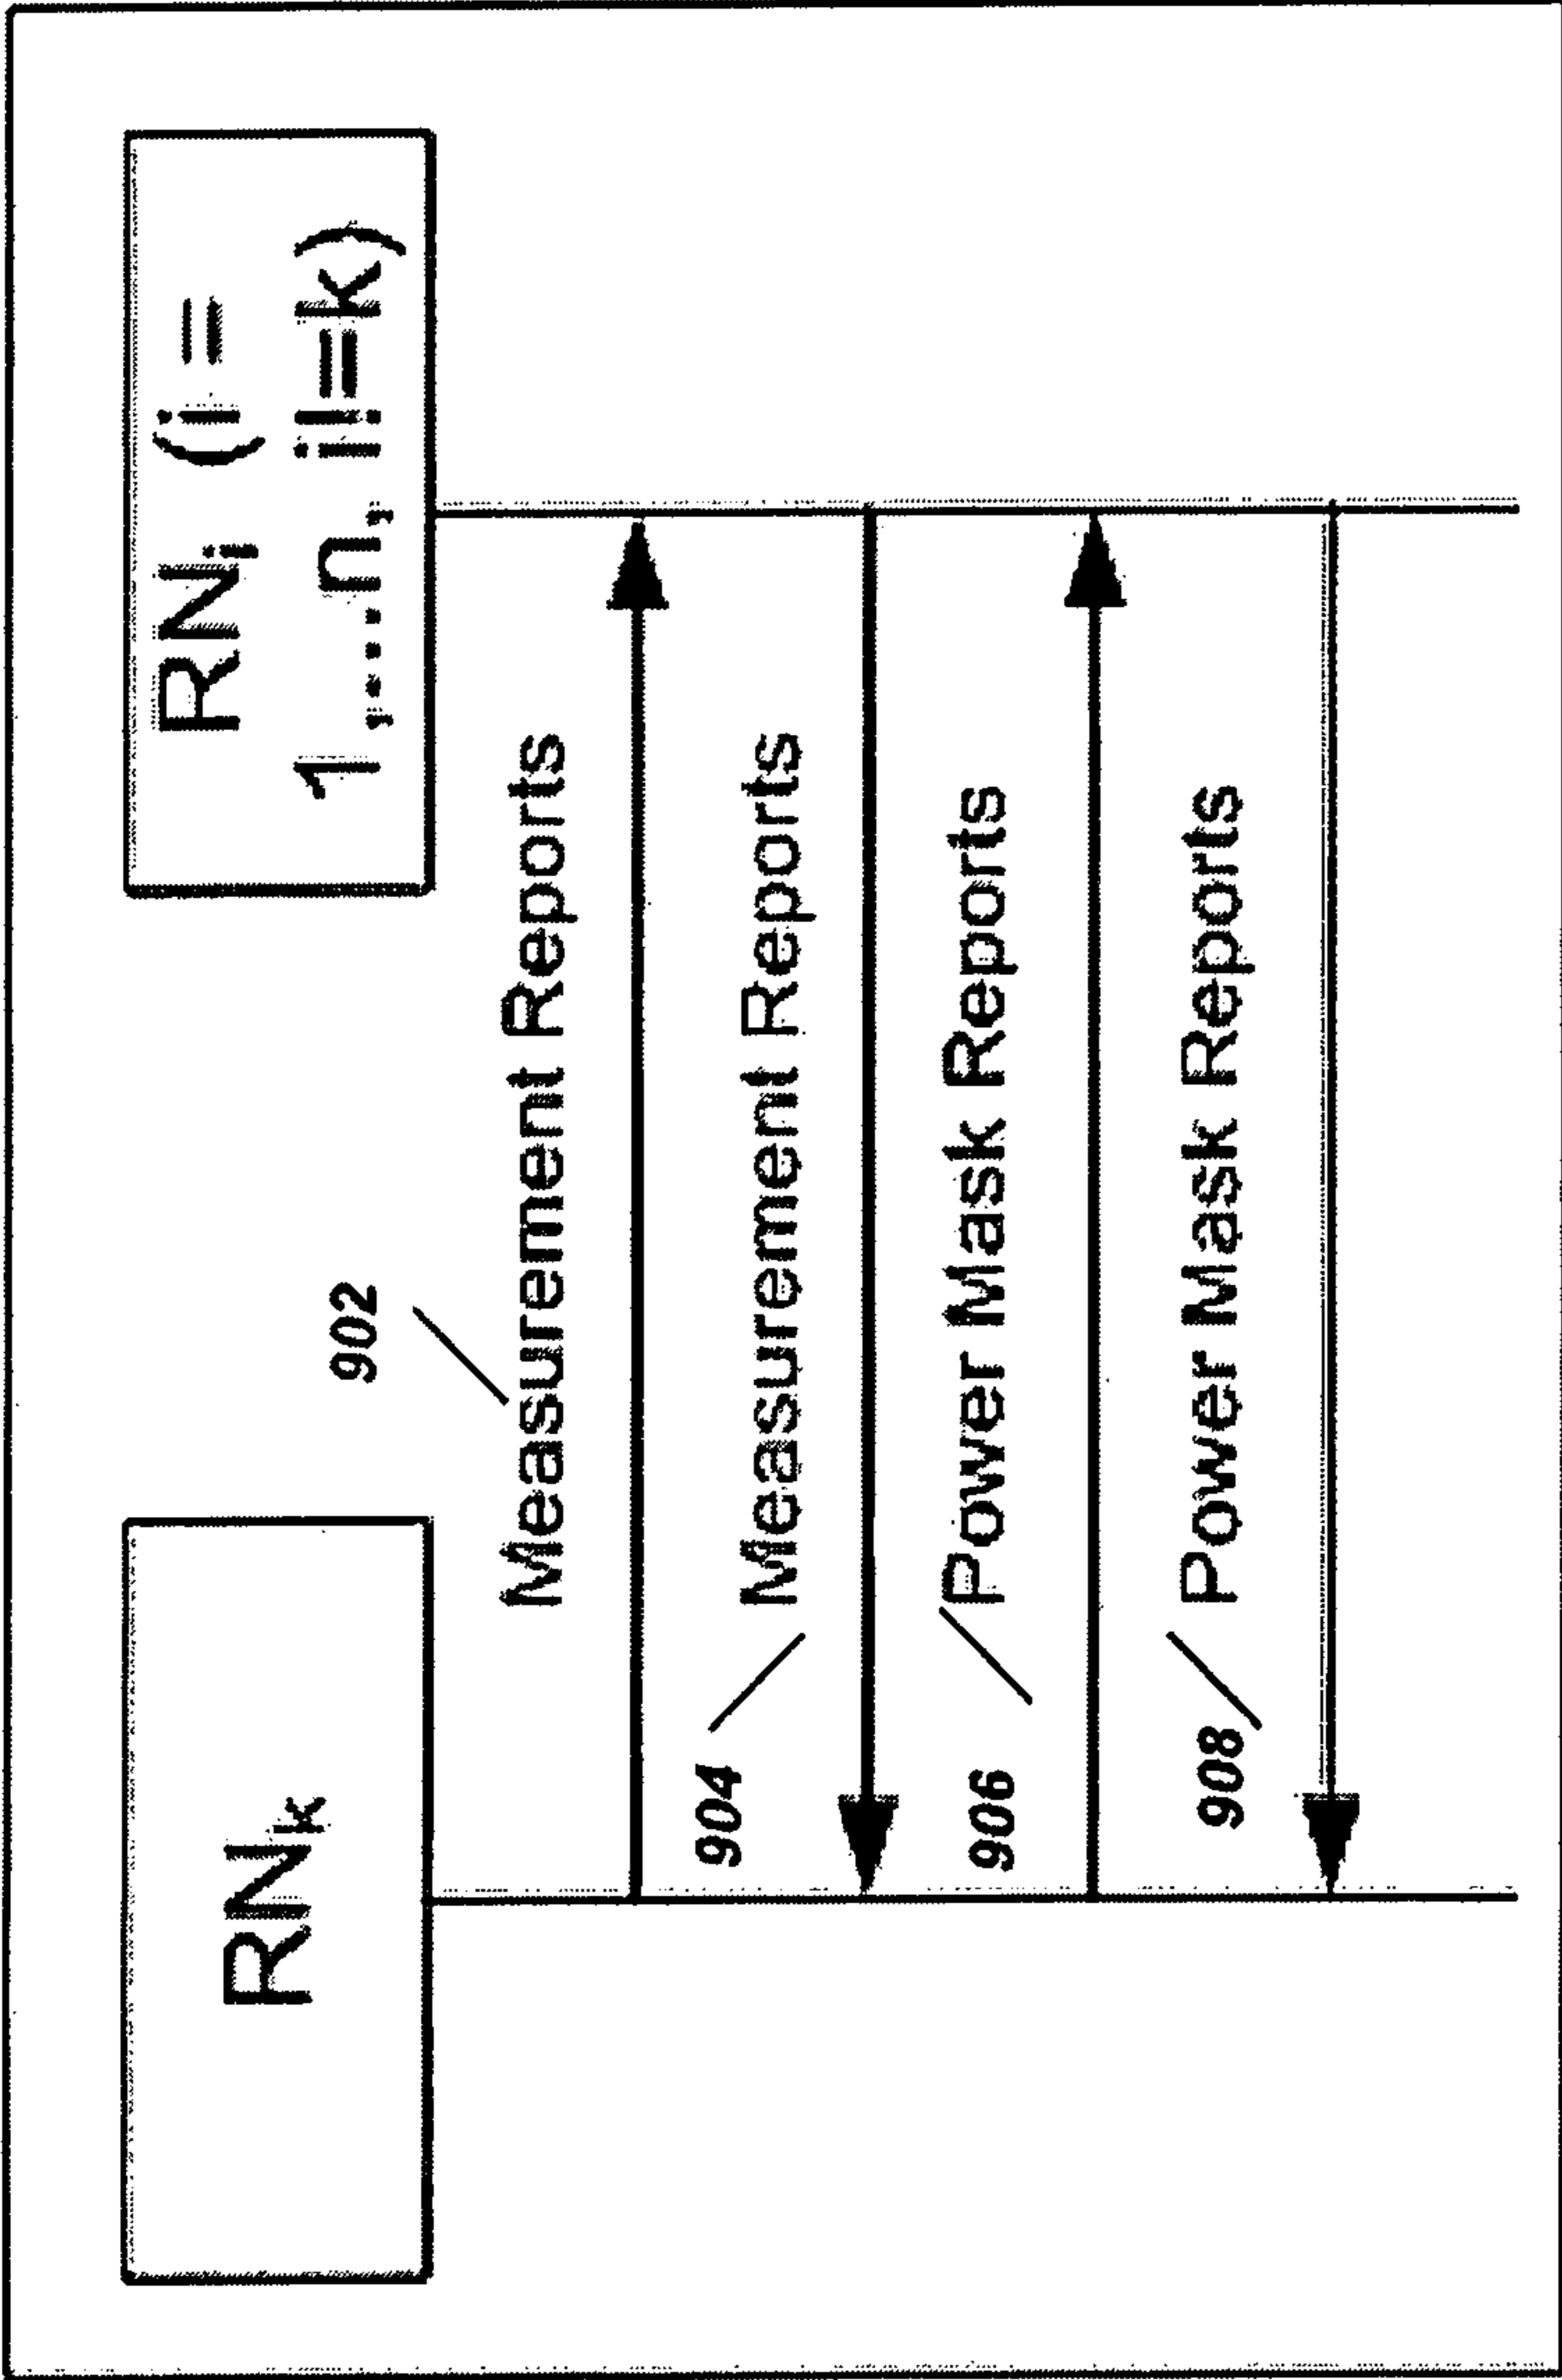 RNₖ
RNᵢ (i =
1,...n, i!=k)
902
Measurement Reports
904
Measurement Reports
906
Power Mask Reports
908
Power Mask Reports